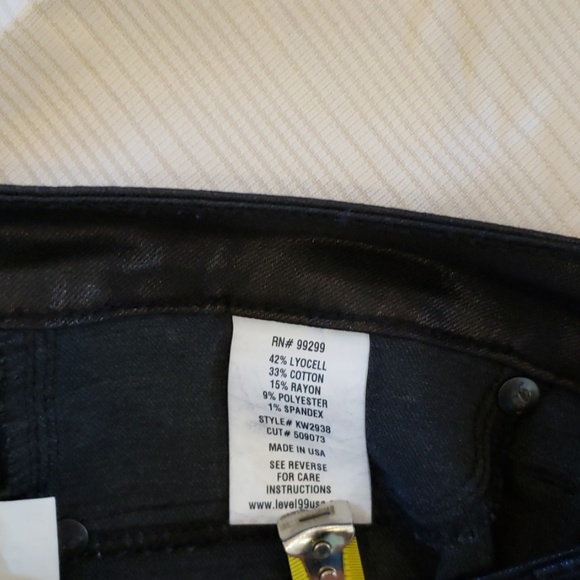 RN# 99299
42% LYOCELL
33% COTTON
15% RAYON
9% POLYESTER
1% SPANDEX
STYLE# KW2938
CUT# 509073
MADE IN USA
SEE REVERSE
FOR CARE
INSTRUCTIONS